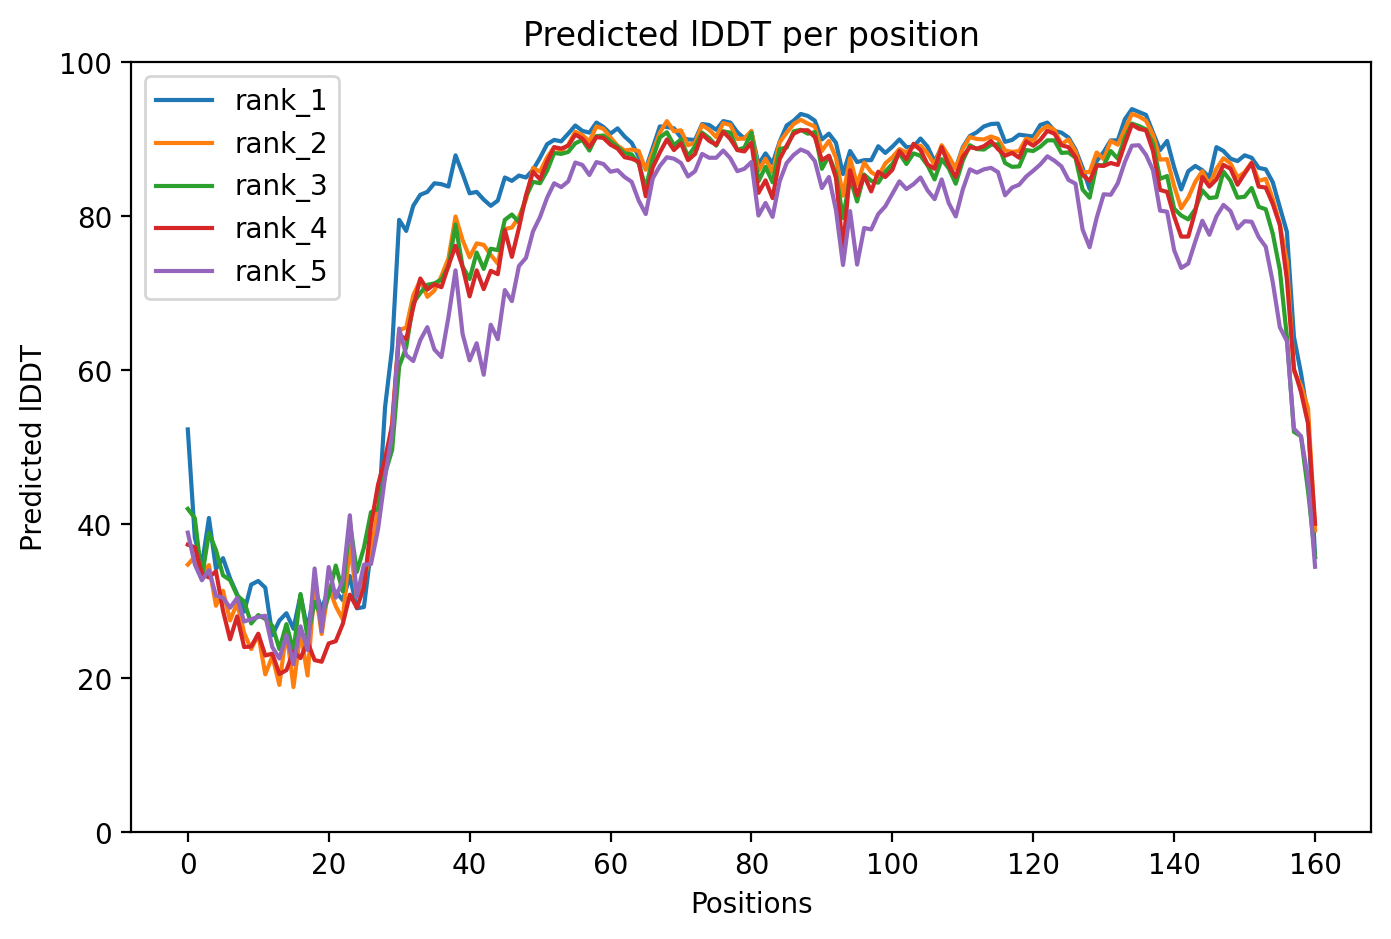 Predicted lDDT per position
100
80
60
40
20
0
Predicted lDDT
rank_1
rank_2
rank_3
rank_4
rank_5
0 20 40 60 80 100 120 140 160
Positions